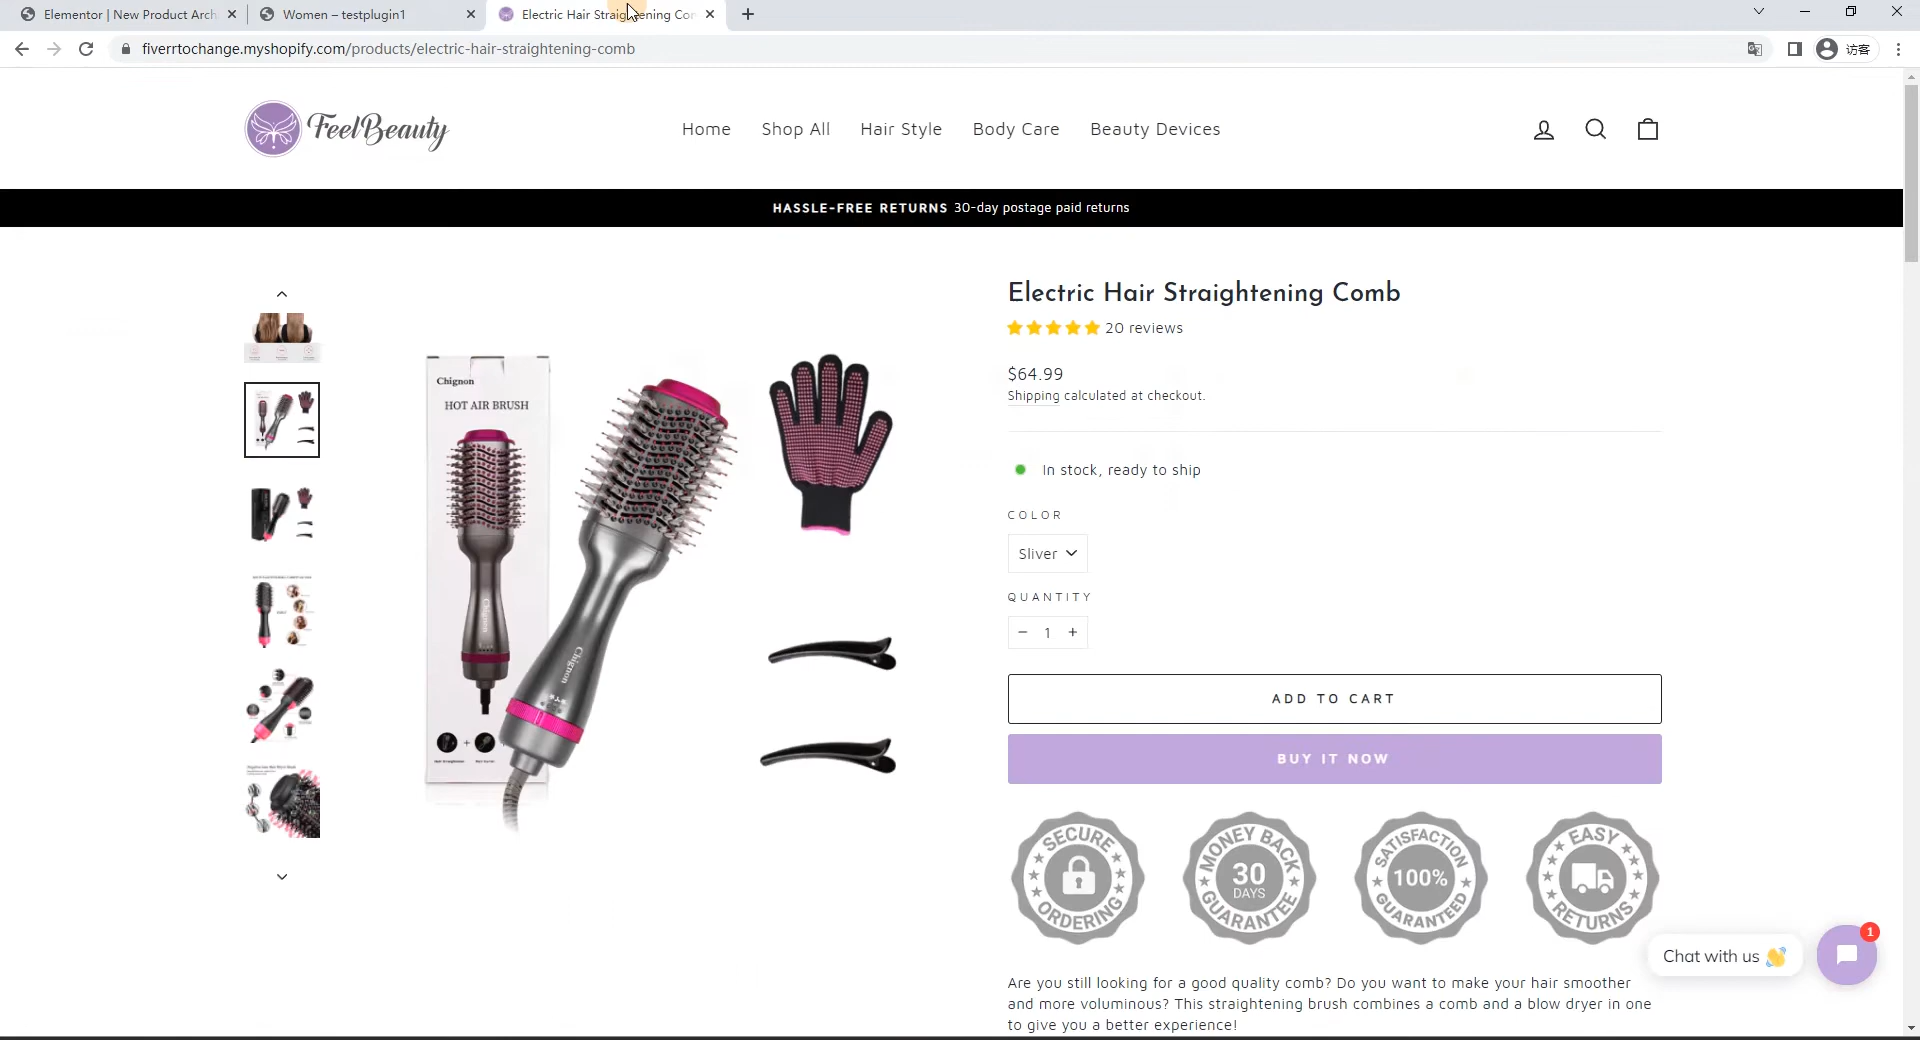 Elementor | New Product Arch
Women – testplugin1
Electric Hair Straightening Con
fiverrtochange.myshopify.com/products/electric-hair-straightening-comb
访客
FeelBeauty
Home
Shop All
Hair Style
Body Care
Beauty Devices
HASSLE-FREE RETURNS 30-day postage paid returns
Chignon
HOT AIR BRUSH
Chignon
Electric Hair Straightening Comb
20 reviews
$64.99
Shipping calculated at checkout.
In stock, ready to ship
COLOR
Sliver
QUANTITY
− 1 +
ADD TO CART
BUY IT NOW
SECURE ORDERING
MONEY BACK 30 DAYS GUARANTEE
SATISFACTION 100% GUARANTEED
EASY RETURNS
Chat with us 👋
1
Are you still looking for a good quality comb? Do you want to make your hair smoother
and more voluminous? This straightening brush combines a comb and a blow dryer in one
to give you a better experience!